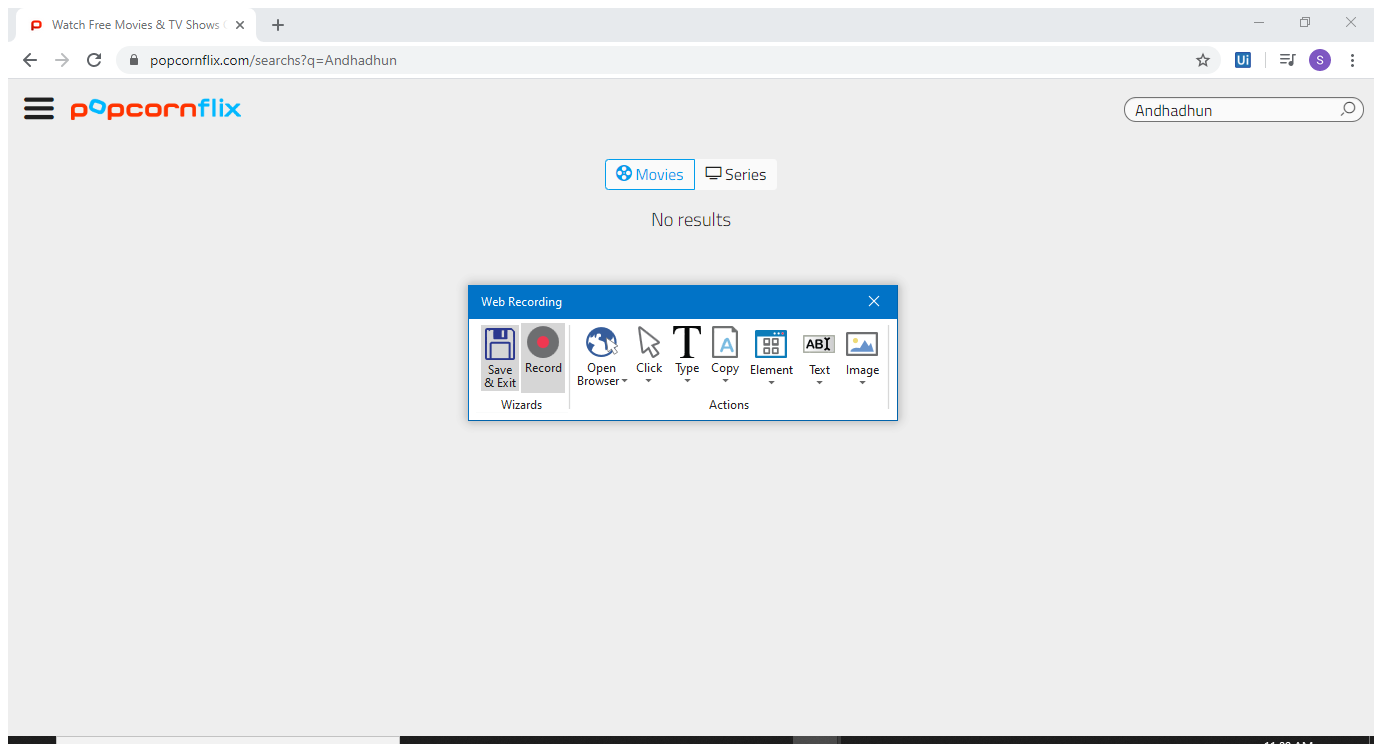 Watch Free Movies & TV Shows
popcornflix.com/searchs?q=Andhadhun
Ui
S
popcornflix
Andhadhun
Movies
Series
No results
Web Recording
Save & Exit
Record
Open Browser
Click
Type
Copy
Element
Text
Image
Wizards
Actions